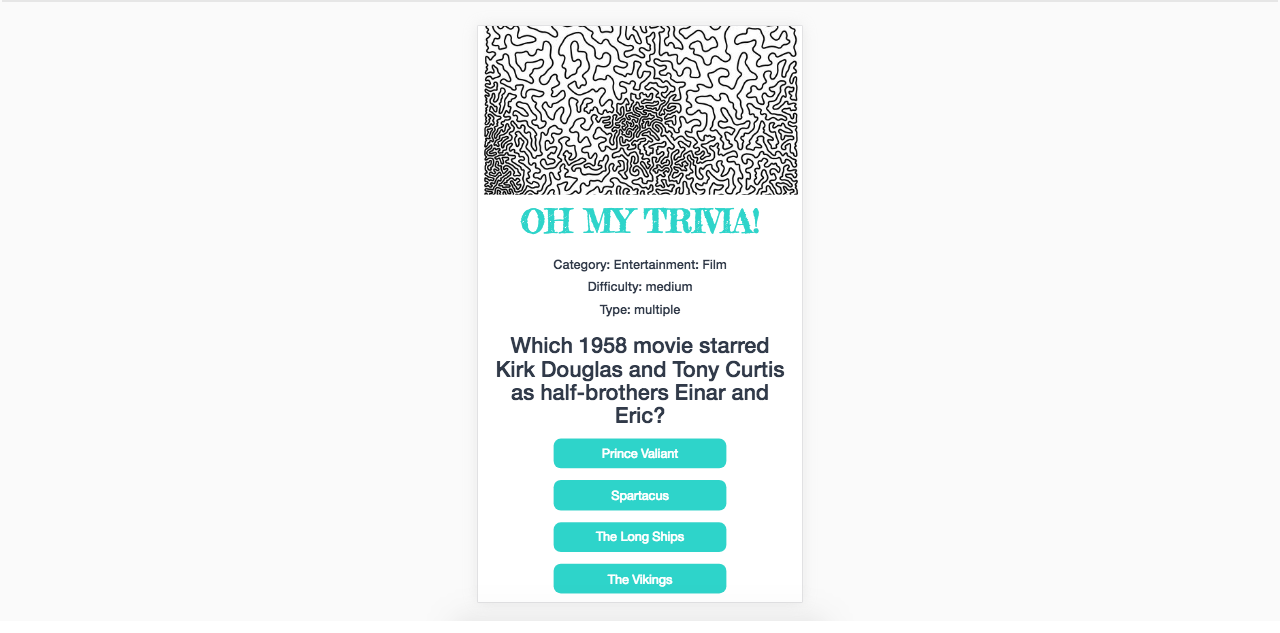 OH MY TRIVIA!
Category: Entertainment: Film
Difficulty: medium
Type: multiple
Which 1958 movie starred
Kirk Douglas and Tony Curtis
as half-brothers Einar and
Eric?
Prince Valiant
Spartacus
The Long Ships
The Vikings